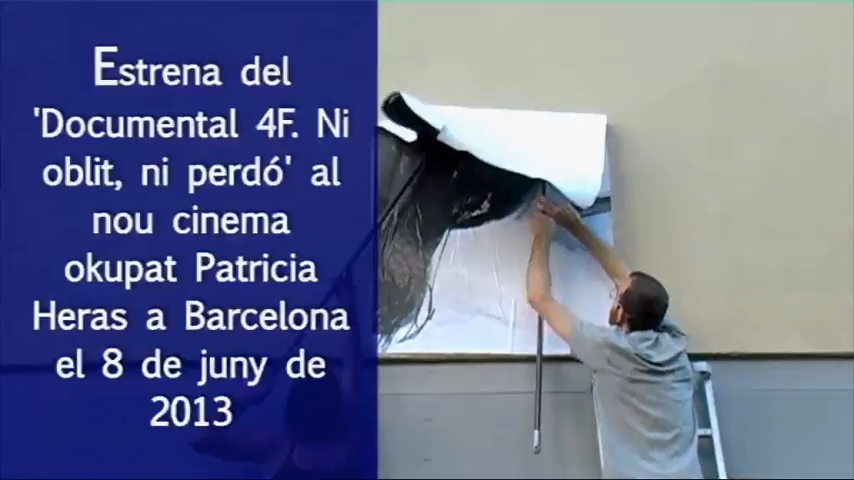 Estrena del
'Documental 4F. Ni
oblit, ni perdó' al
nou cinema
okupat Patricia
Heras a Barcelona
el 8 de juny de
2013